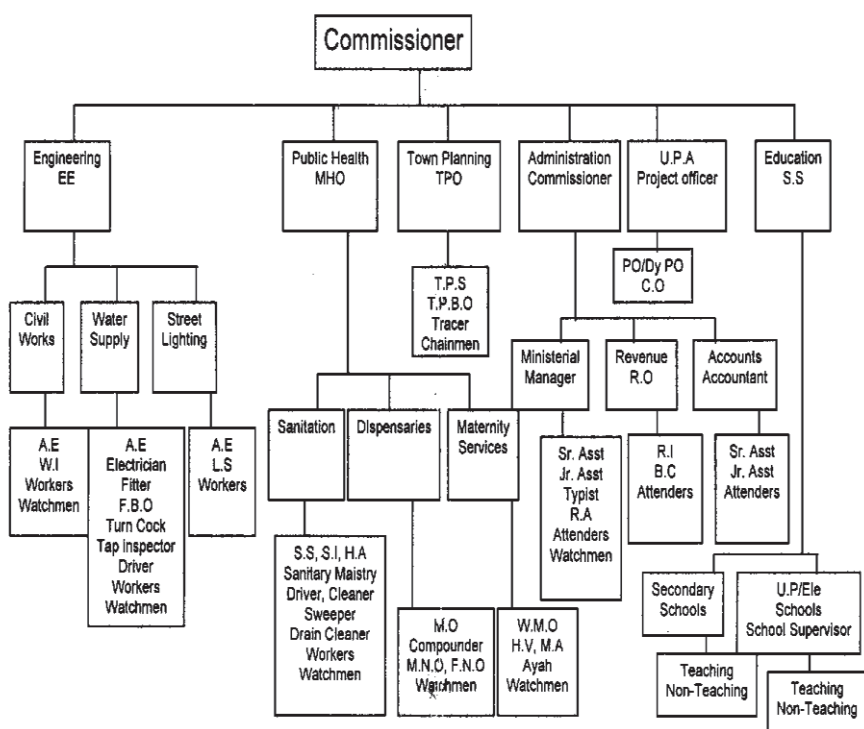 Commissioner
Engineering
EE
Public Health
MHO
Town Planning
TPO
Administration
Commissioner
U.P.A
Project officer
Education
S.S
Civil
Works
Water
Supply
Street
Lighting
T.P.S
T.P.B.O
Tracer
Chainmen
PO/Dy PO
C.O
Ministerial
Manager
Revenue
R.O
Accounts
Accountant
Sanitation
Dispensaries
Maternity
Services
A.E
W.I
Workers
Watchmen
A.E
Electrician
Fitter
F.B.O
Turn Cock
Tap inspector
Driver
Workers
Watchmen
A.E
L.S
Workers
Sr. Asst
Jr. Asst
Typist
R.A
Attenders
Watchmen
R.I
B.C
Attenders
Sr. Asst
Jr. Asst
Attenders
S.S, S.I, H.A
Sanitary Maistry
Driver, Cleaner
Sweeper
Drain Cleaner
Workers
Watchmen
M.O
Compounder
M.N.O, F.N.O
Watchmen
W.M.O
H.V, M.A
Ayah
Watchmen
Secondary
Schools
U.P/Ele
Schools
School Supervisor
Teaching
Non-Teaching
Teaching
Non-Teaching